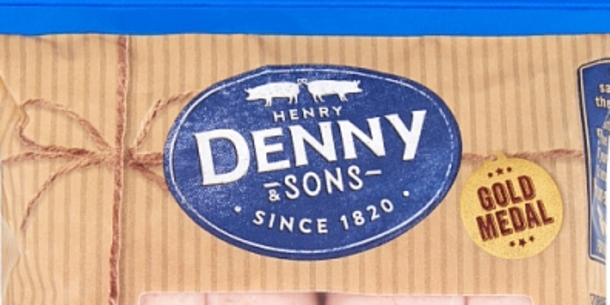 HENRY
DENNY
& SONS
• SINCE 1820 •
GOLD
MEDAL